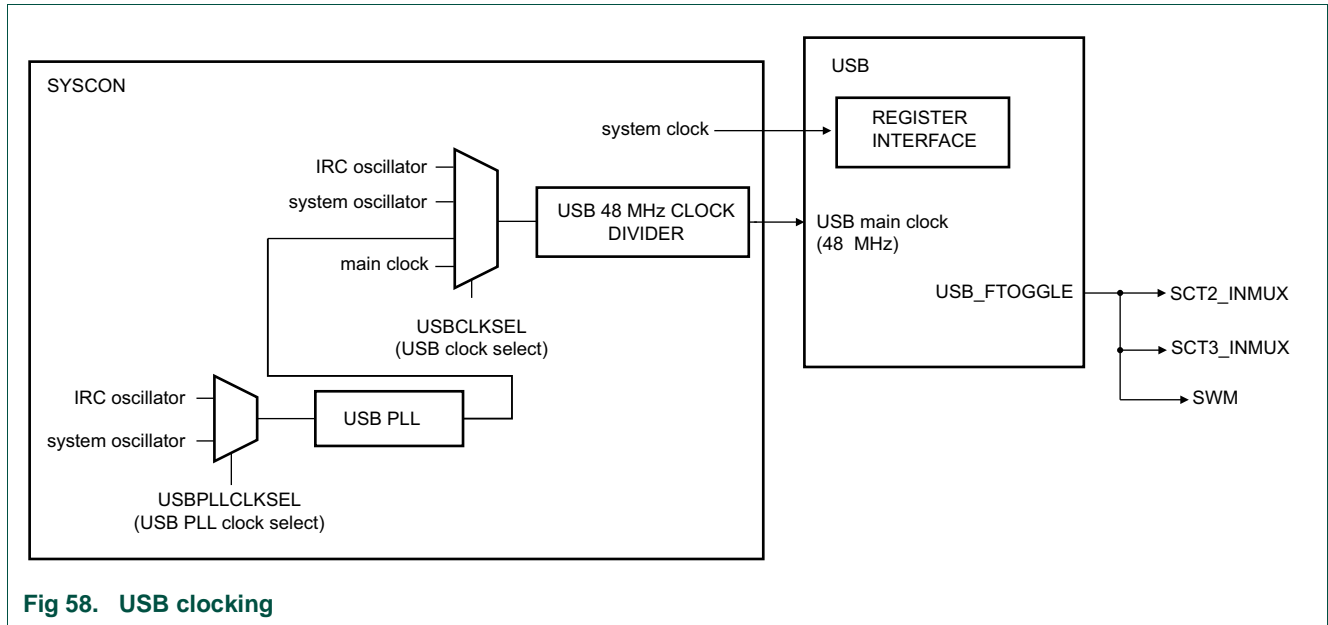 SYSCON
USB
REGISTER
INTERFACE
system clock
IRC oscillator
system oscillator
main clock
USB 48 MHz CLOCK
DIVIDER
USB main clock
(48 MHz)
USBCLKSEL
(USB clock select)
USB_FTOGGLE
SCT2_INMUX
SCT3_INMUX
SWM
IRC oscillator
system oscillator
USB PLL
USBPLLCLKSEL
(USB PLL clock select)
Fig 58. USB clocking